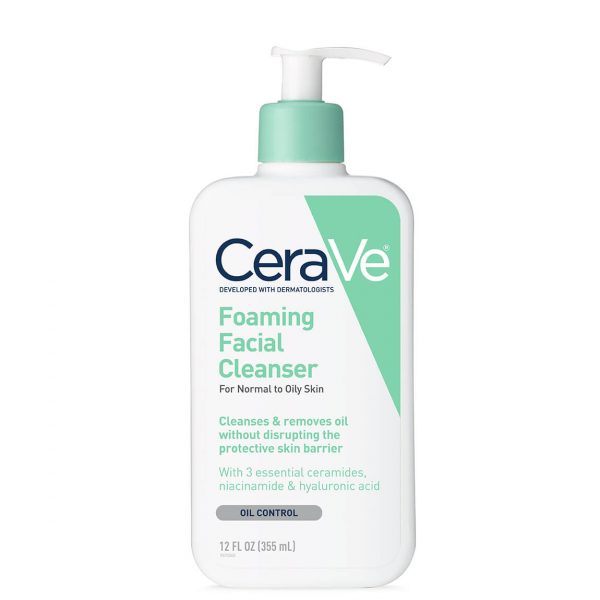 CeraVe®
DEVELOPED WITH DERMATOLOGISTS
Foaming
Facial
Cleanser
For Normal to Oily Skin
Cleanses & removes oil
without disrupting the
protective skin barrier
With 3 essential ceramides,
niacinamide & hyaluronic acid
OIL CONTROL
12 FL OZ (355 mL)